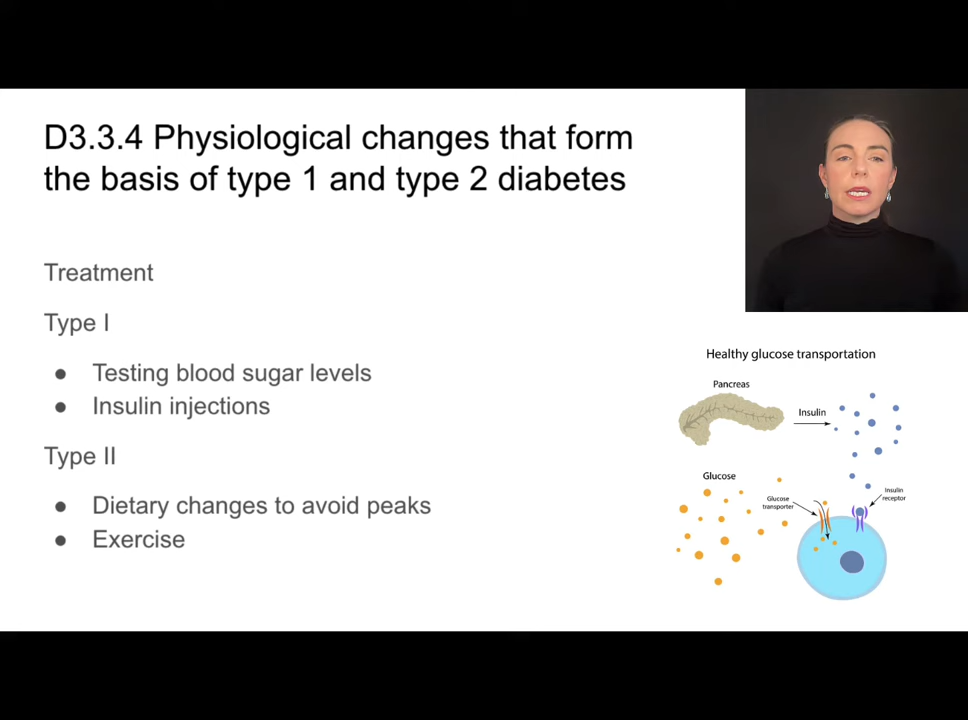 D3.3.4 Physiological changes that form
the basis of type 1 and type 2 diabetes
Treatment
Type I
● Testing blood sugar levels
● Insulin injections
Type II
● Dietary changes to avoid peaks
● Exercise
Healthy glucose transportation
Pancreas
Insulin
Glucose
Glucose
transporter
Insulin
receptor